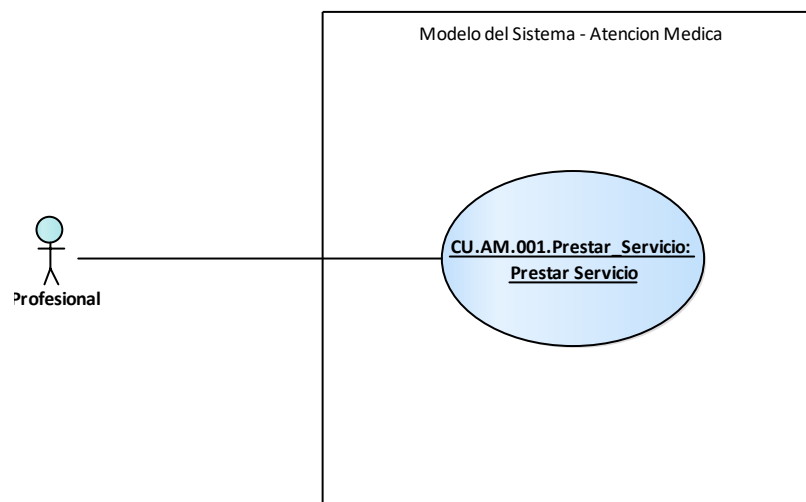 Modelo del Sistema - Atencion Medica
CU.AM.001.Prestar_Servicio:
Prestar Servicio
Profesional